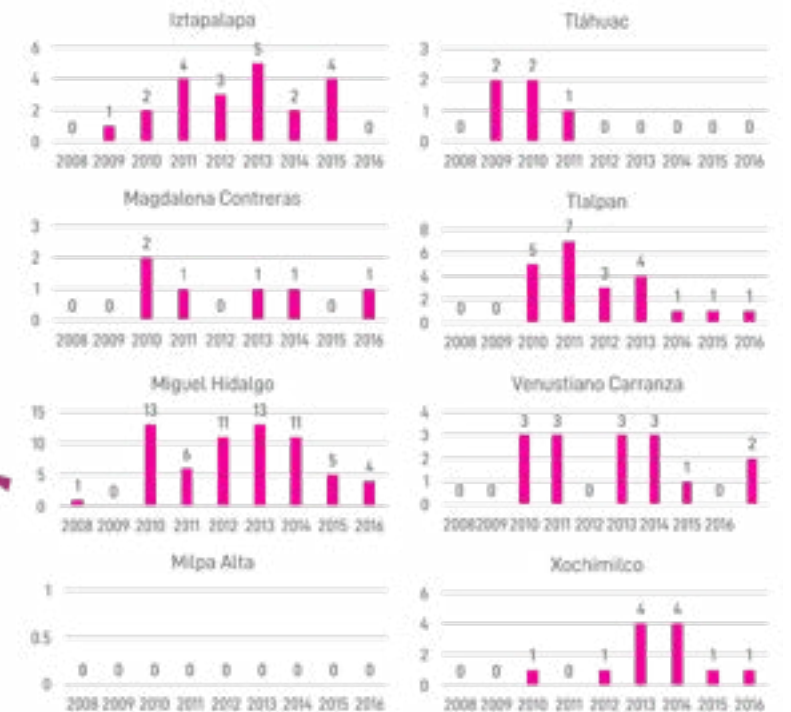 Iztapalapa
6
4
2
0
0 1 2 4 3 5 2 4 0
2008 2009 2010 2011 2012 2013 2014 2015 2016
Tláhuac
3
2
1
0
0 2 2 1 0 0 0 0 0
2008 2009 2010 2011 2012 2013 2014 2015 2016
Magdalena Contreras
3
2
1
0
0 0 2 1 0 1 1 0 1
2008 2009 2010 2011 2012 2013 2014 2015 2016
Tlalpan
8
6
4
2
0
0 0 5 7 3 4 1 1 1
2008 2009 2010 2011 2012 2013 2014 2015 2016
Miguel Hidalgo
15
10
5
0
1 0 13 6 11 13 11 5 4
2008 2009 2010 2011 2012 2013 2014 2015 2016
Venustiano Carranza
4
3
2
1
0
0 0 3 3 0 3 3 1 0 2
2008 2009 2010 2011 2012 2013 2014 2015 2016
Milpa Alta
1
0.5
0
0 0 0 0 0 0 0 0 0
2008 2009 2010 2011 2012 2013 2014 2015 2016
Xochimilco
6
4
2
0
0 0 1 0 1 4 4 1 1
2008 2009 2010 2011 2012 2013 2014 2015 2016